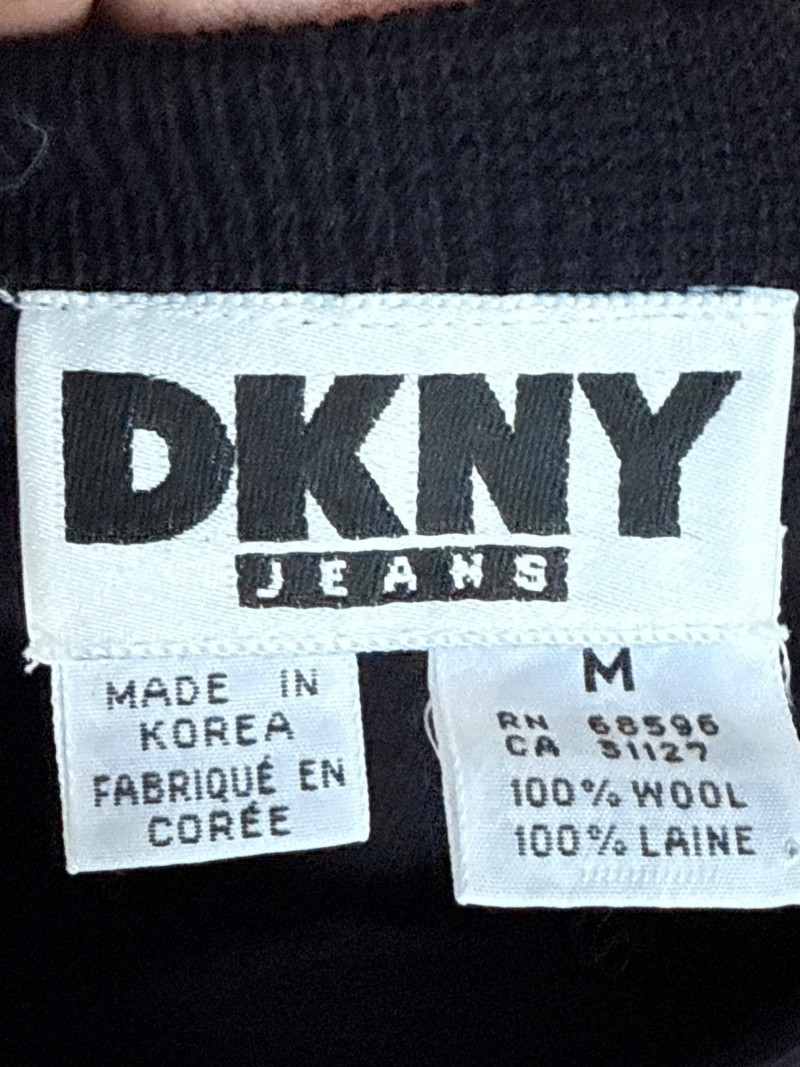 DKNY
JEANS
MADE IN
KOREA
FABRIQUÉ EN
CORÉE
M
RN 68596
CA 31127
100% WOOL
100% LAINE